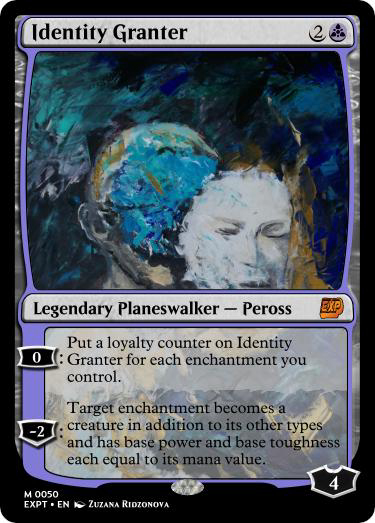 Identity Granter 2
Legendary Planeswalker — Peross EXP
0: Put a loyalty counter on Identity
Granter for each enchantment you
control.
-2: Target enchantment becomes a
creature in addition to its other types
and has base power and base toughness
each equal to its mana value.
4
M 0050
EXPT • EN ZUZANA RIDZONOVA